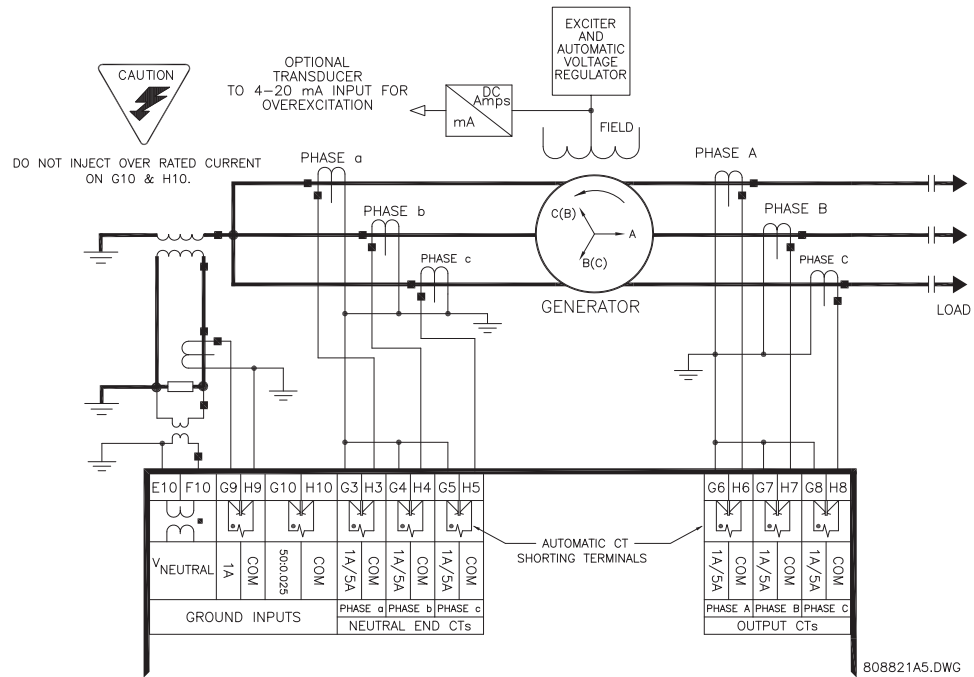 EXCITER
AND
AUTOMATIC
VOLTAGE
REGULATOR
OPTIONAL
TRANSDUCER
TO 4–20 mA INPUT FOR
OVEREXCITATION
DC
Amps
mA
FIELD
CAUTION
DO NOT INJECT OVER RATED CURRENT
ON G10 & H10.
PHASE a
PHASE b
PHASE c
C(B)
A
B(C)
GENERATOR
PHASE A
PHASE B
PHASE C
LOAD
E10 F10 G9 H9 G10 H10 G3 H3 G4 H4 G5 H5
G6 H6 G7 H7 G8 H8
AUTOMATIC CT
SHORTING TERMINALS
VNEUTRAL
1A COM 50:0.025 COM 1A/5A COM 1A/5A COM 1A/5A COM
1A/5A COM 1A/5A COM 1A/5A COM
GROUND INPUTS
PHASE a PHASE b PHASE c
NEUTRAL END CTs
PHASE A PHASE B PHASE C
OUTPUT CTs
808821A5.DWG